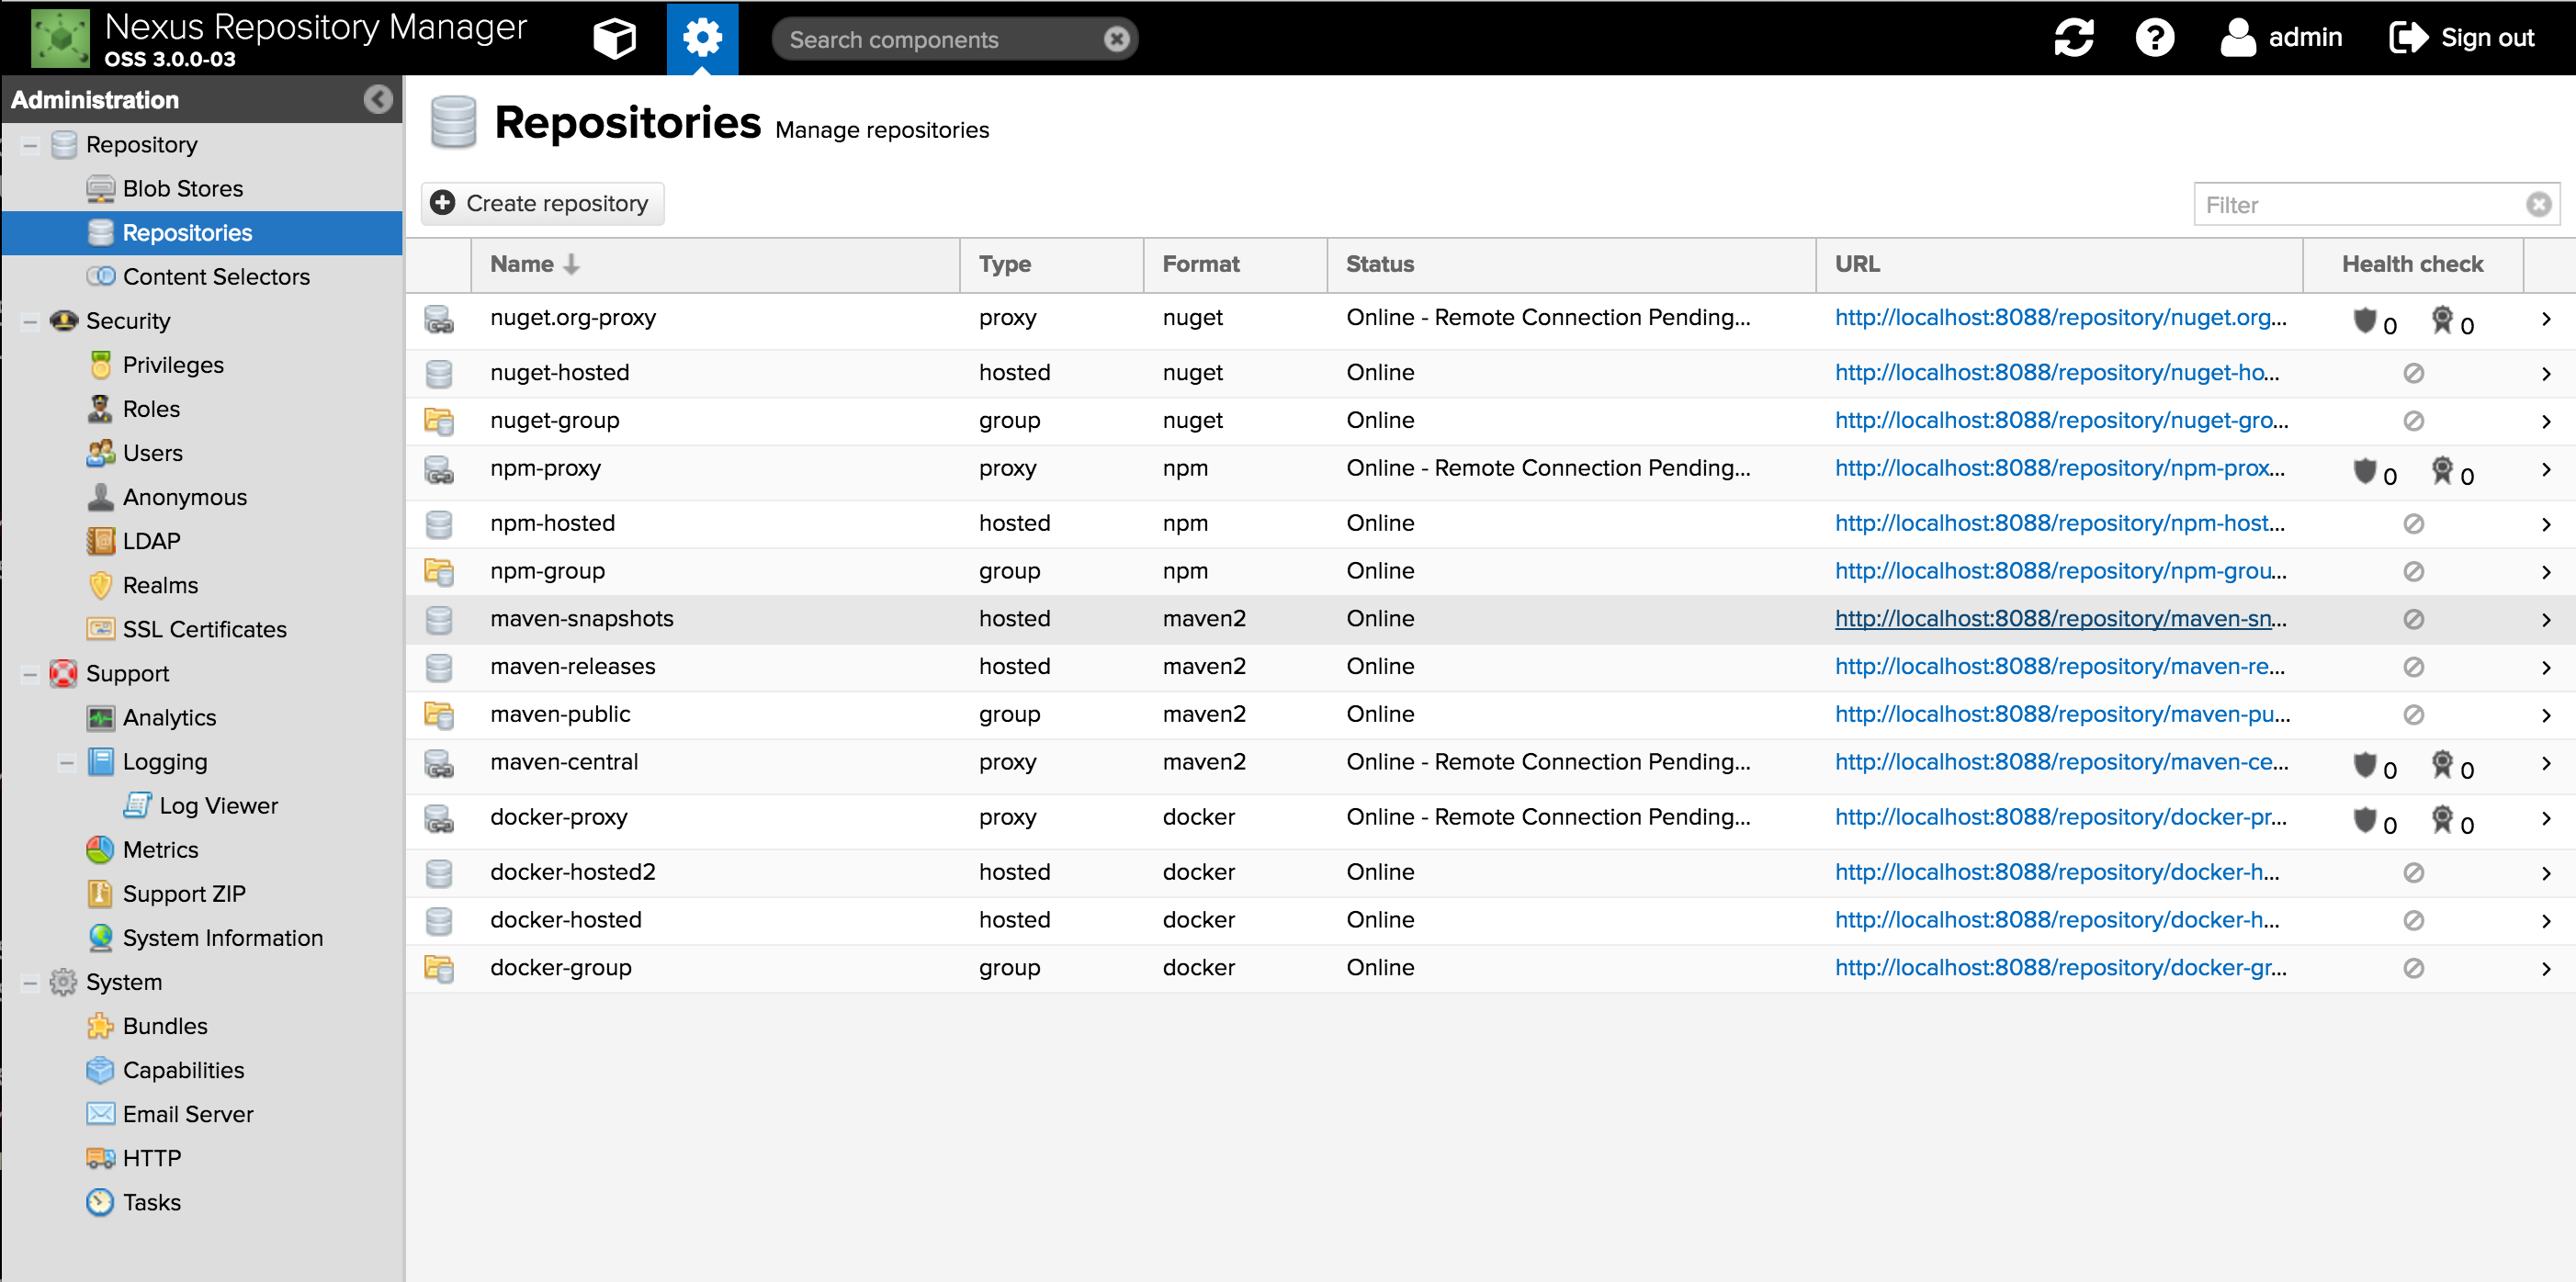 Nexus Repository Manager
OSS 3.0.0-03
Search components
admin
Sign out
Administration
Repository
Blob Stores
Repositories
Content Selectors
Security
Privileges
Roles
Users
Anonymous
LDAP
Realms
SSL Certificates
Support
Analytics
Logging
Log Viewer
Metrics
Support ZIP
System Information
System
Bundles
Capabilities
Email Server
HTTP
Tasks
Repositories Manage repositories
Create repository
Filter
Name Type Format Status URL Health check
nuget.org-proxy proxy nuget Online - Remote Connection Pending... http://localhost:8088/repository/nuget.org... 0 0
nuget-hosted hosted nuget Online http://localhost:8088/repository/nuget-ho...
nuget-group group nuget Online http://localhost:8088/repository/nuget-gro...
npm-proxy proxy npm Online - Remote Connection Pending... http://localhost:8088/repository/npm-prox... 0 0
npm-hosted hosted npm Online http://localhost:8088/repository/npm-host...
npm-group group npm Online http://localhost:8088/repository/npm-grou...
maven-snapshots hosted maven2 Online http://localhost:8088/repository/maven-sn...
maven-releases hosted maven2 Online http://localhost:8088/repository/maven-re...
maven-public group maven2 Online http://localhost:8088/repository/maven-pu...
maven-central proxy maven2 Online - Remote Connection Pending... http://localhost:8088/repository/maven-ce... 0 0
docker-proxy proxy docker Online - Remote Connection Pending... http://localhost:8088/repository/docker-pr... 0 0
docker-hosted2 hosted docker Online http://localhost:8088/repository/docker-h...
docker-hosted hosted docker Online http://localhost:8088/repository/docker-h...
docker-group group docker Online http://localhost:8088/repository/docker-gr...